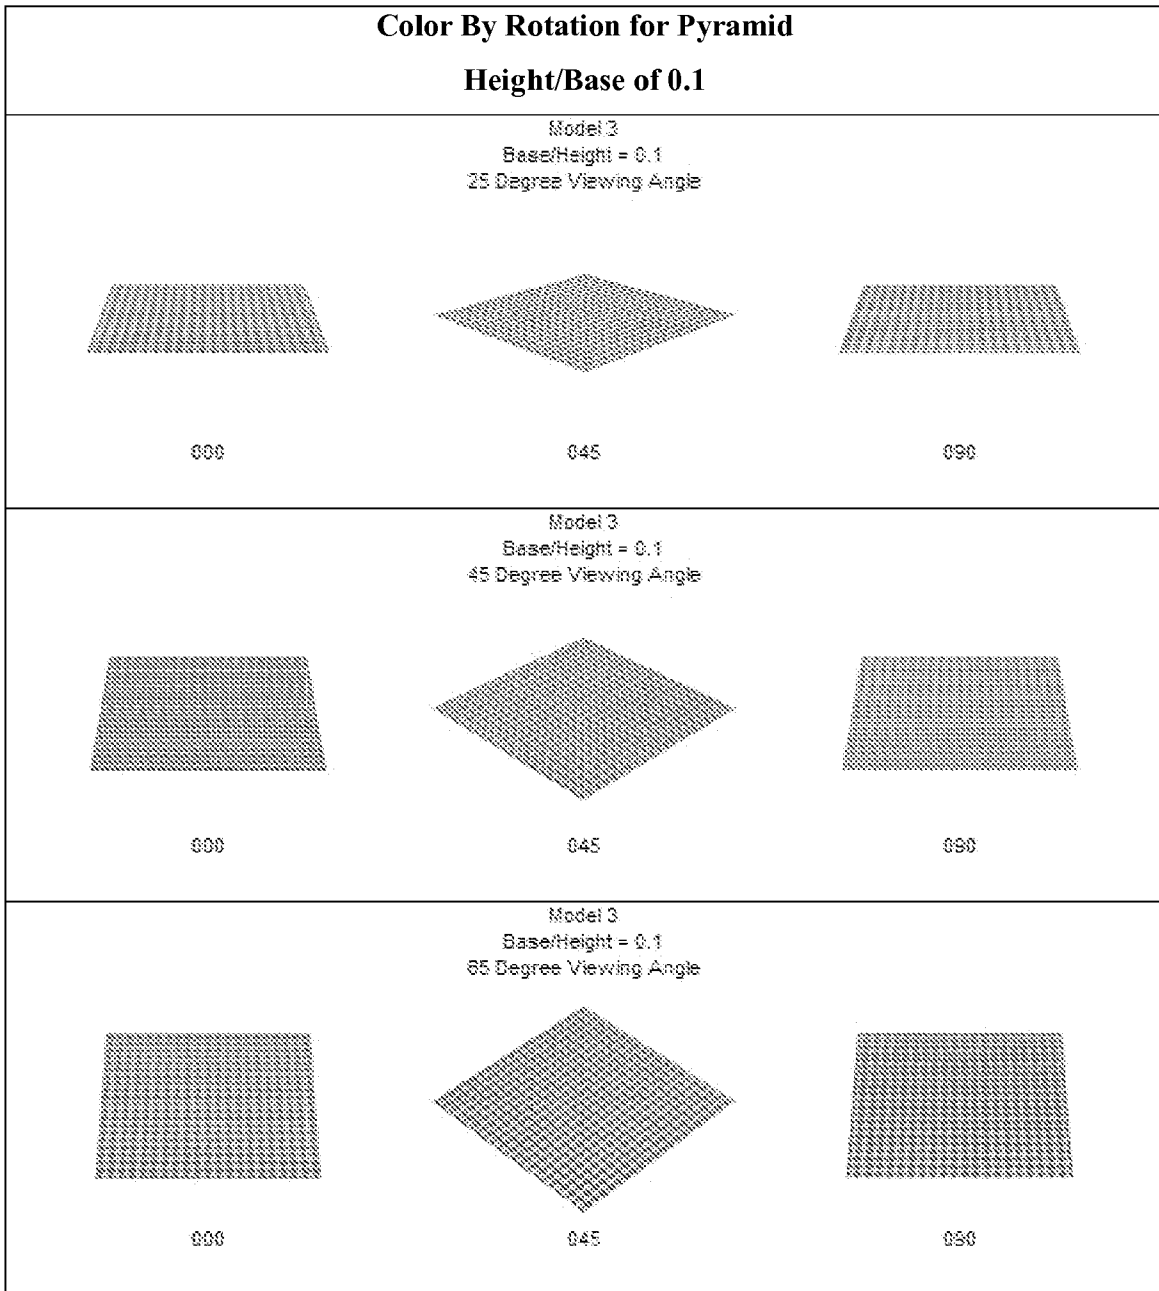 Color By Rotation for Pyramid
Height/Base of 0.1
Model 3
Base/Height = 0.1
25 Degree Viewing Angle
000 045 090
Model 3
Base/Height = 0.1
45 Degree Viewing Angle
000 045 090
Model 3
Base/Height = 0.1
65 Degree Viewing Angle
000 045 090